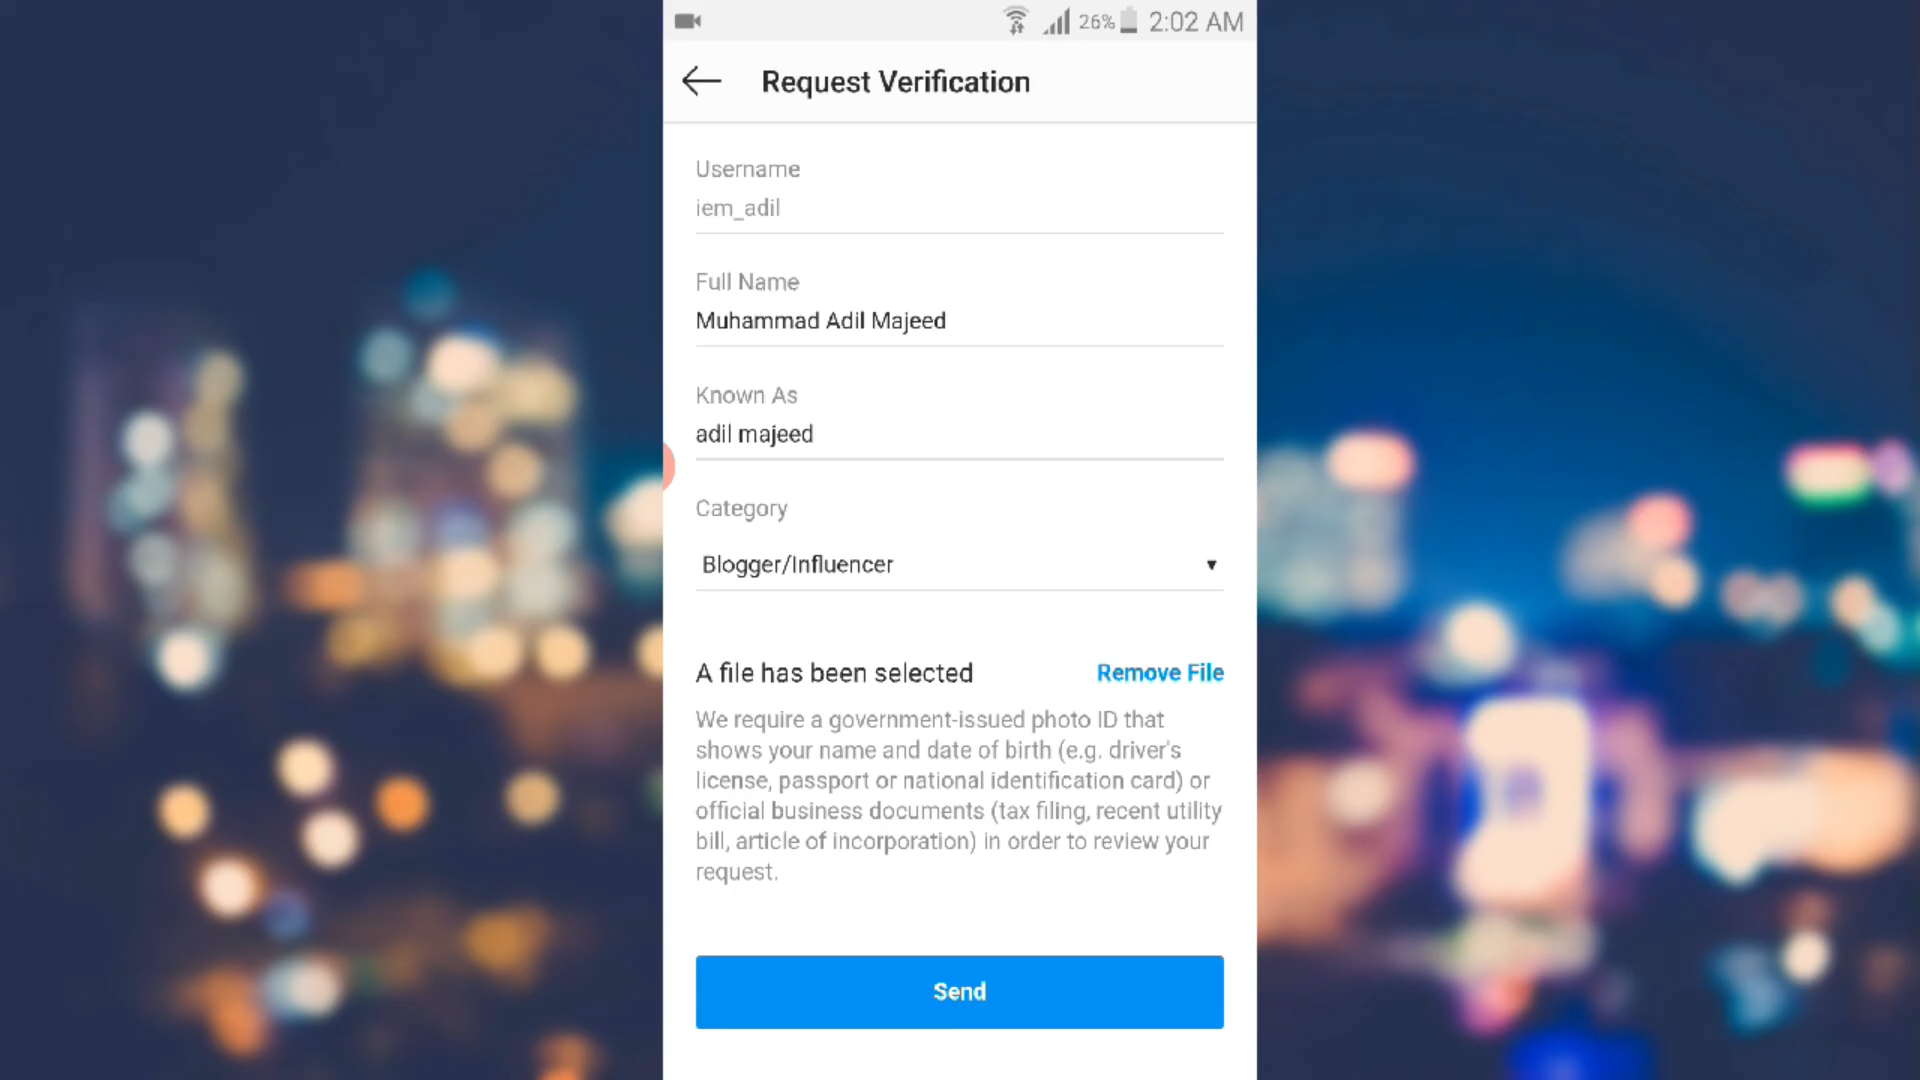 26% 2:02 AM
Request Verification
Username
iem_adil
Full Name
Muhammad Adil Majeed
Known As
adil majeed
Category
Blogger/Influencer
A file has been selected Remove File
We require a government-issued photo ID that
shows your name and date of birth (e.g. driver's
license, passport or national identification card) or
official business documents (tax filing, recent utility
bill, article of incorporation) in order to review your
request.
Send